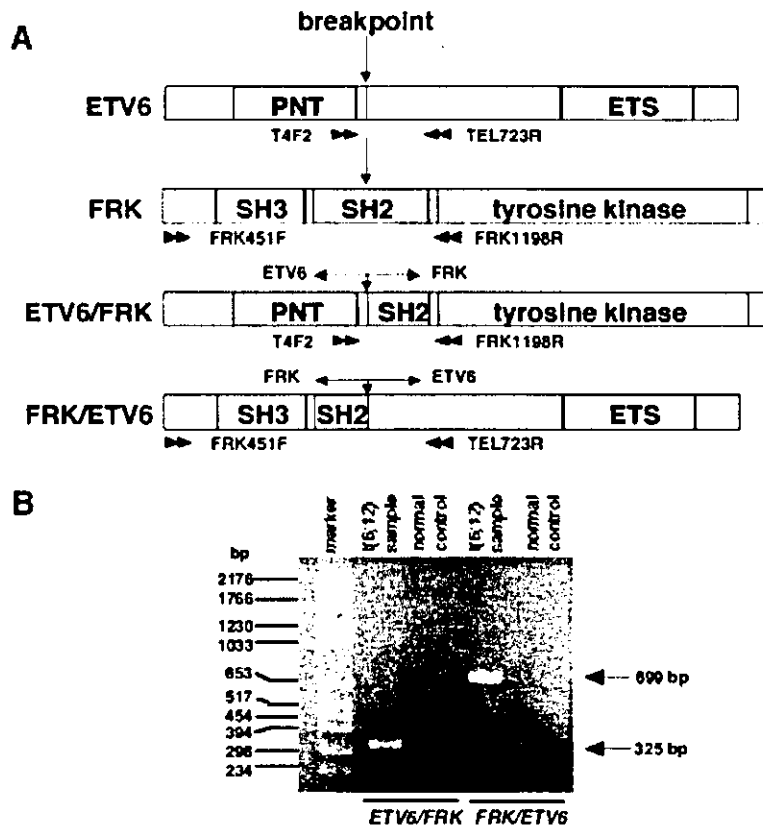 A
breakpoint
ETV6 PNT ETS
T4F2 TEL723R
FRK SH3 SH2 tyrosine kinase
FRK451F FRK1198R
ETV6 FRK
ETV6/FRK PNT SH2 tyrosine kinase
T4F2 FRK1198R
FRK ETV6
FRK/ETV6 SH3 SH2 ETS
FRK451F TEL723R
B
marker
t(6;12)
sample
normal
control
t(6;12)
sample
normal
control
bp
2176
1766
1230
1033
653
517
454
394
298
234
699 bp
325 bp
ETV6/FRK FRK/ETV6